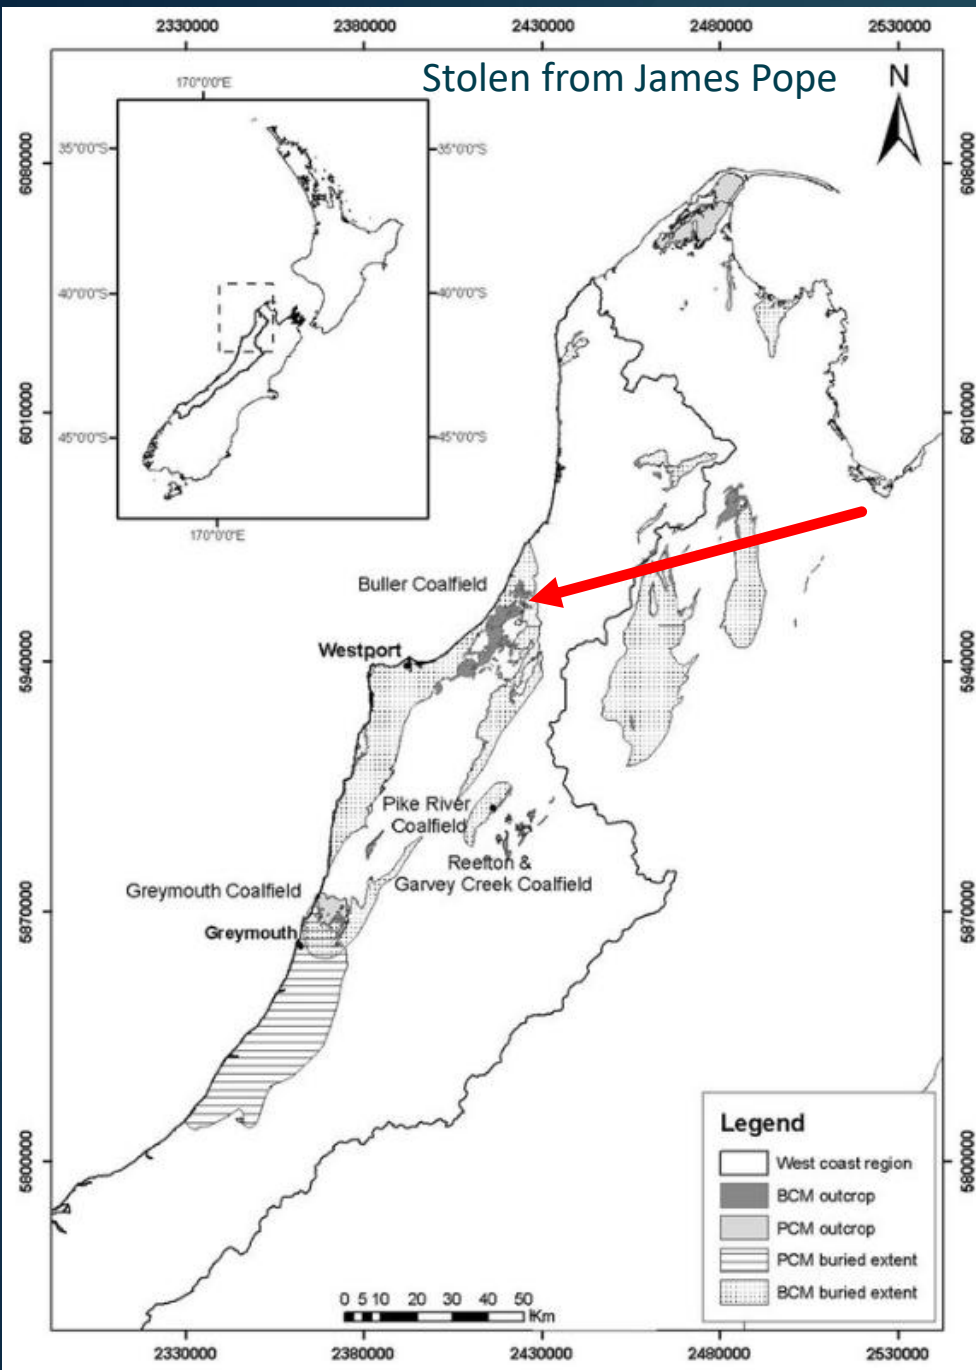 2330000 2380000 2430000 2480000 2530000
Stolen from James Pope
N
170°0'0"E
35°0'0"S
35°0'0"S
40°0'0"S
40°0'0"S
45°0'0"S
45°0'0"S
170°0'0"E
6080000
6080000
6010000
6010000
5940000
5940000
5870000
5870000
5800000
5800000
Buller Coalfield
Westport
Pike River
Coalfield
Reefton &
Garvey Creek Coalfield
Greymouth Coalfield
Greymouth
Legend
West coast region
BCM outcrop
PCM outcrop
PCM buried extent
BCM buried extent
0 5 10 20 30 40 50
Km
2330000 2380000 2430000 2480000 2530000